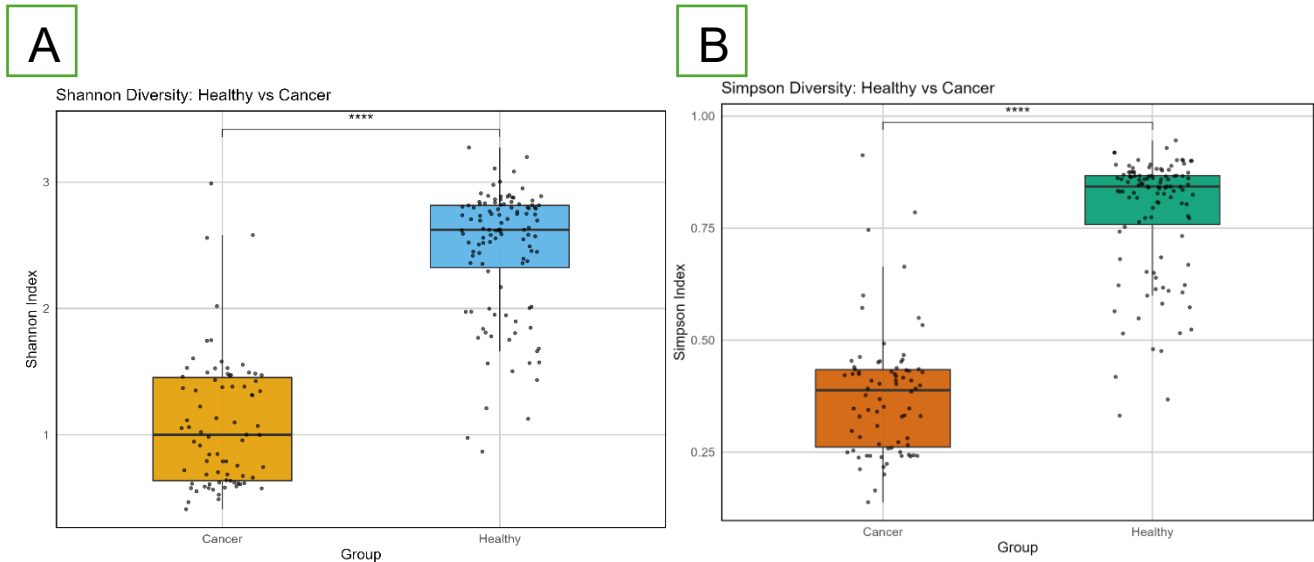 A
Shannon Diversity: Healthy vs Cancer
****
3
2
1
Shannon Index
Cancer Healthy
Group
B
Simpson Diversity: Healthy vs Cancer
****
1.00
0.75
0.50
0.25
Simpson Index
Cancer Healthy
Group